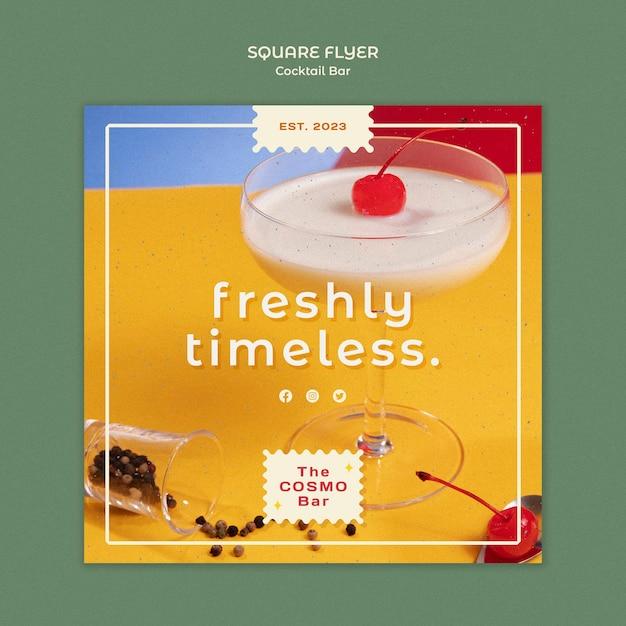 SQUARE FLYER
Cocktail Bar
EST. 2023
freshly
timeless.
The
COSMO
Bar